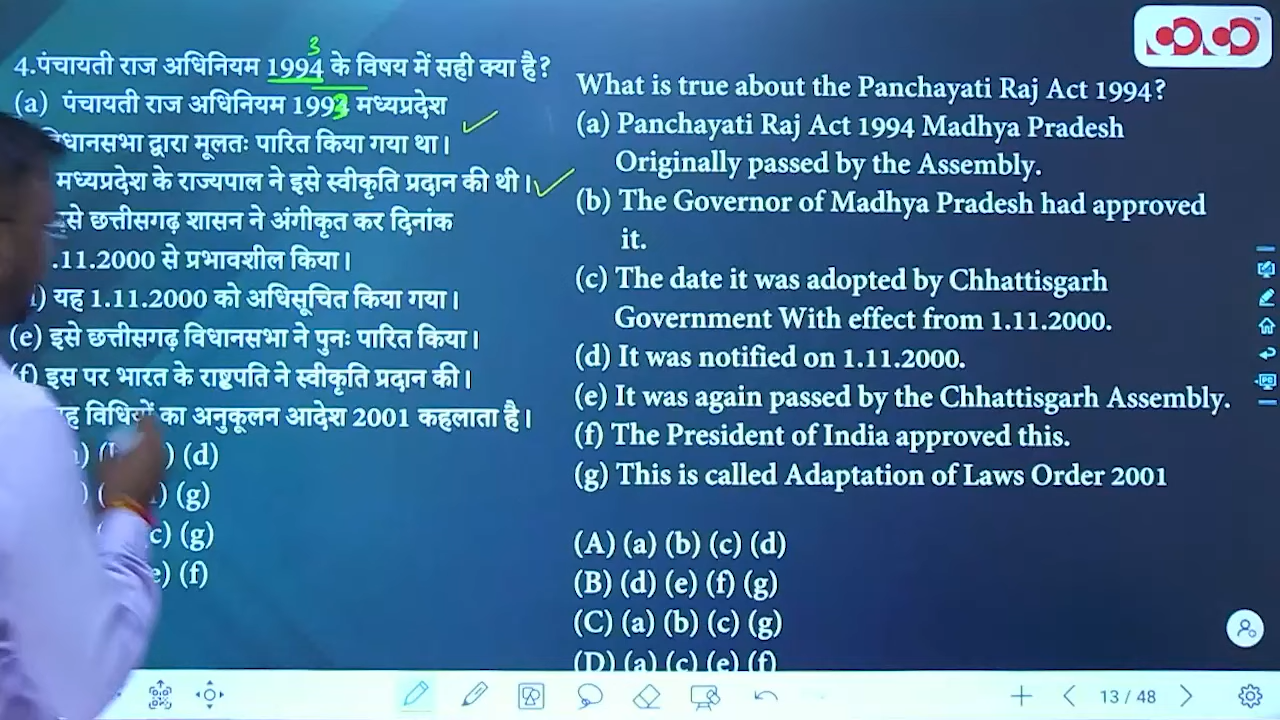 3
4.पंचायती राज अधिनियम 1994 के विषय में सही क्या है?
(a) पंचायती राज अधिनियम 1993 मध्यप्रदेश
विधानसभा द्वारा मूलतः पारित किया गया था।
मध्यप्रदेश के राज्यपाल ने इसे स्वीकृति प्रदान की थी।
से छत्तीसगढ़ शासन ने अंगीकृत कर दिनांक
.11.2000 से प्रभावशील किया।
) यह 1.11.2000 को अधिसूचित किया गया।
(e) इसे छत्तीसगढ़ विधानसभा ने पुनः पारित किया।
(f) इस पर भारत के राष्ट्रपति ने स्वीकृति प्रदान की।
विधियों का अनुकूलन आदेश 2001 कहलाता है।
) (d)
) (g)
c) (g)
e) (f)
What is true about the Panchayati Raj Act 1994?
(a) Panchayati Raj Act 1994 Madhya Pradesh
Originally passed by the Assembly.
(b) The Governor of Madhya Pradesh had approved
it.
(c) The date it was adopted by Chhattisgarh
Government With effect from 1.11.2000.
(d) It was notified on 1.11.2000.
(e) It was again passed by the Chhattisgarh Assembly.
(f) The President of India approved this.
(g) This is called Adaptation of Laws Order 2001
(A) (a) (b) (c) (d)
(B) (d) (e) (f) (g)
(C) (a) (b) (c) (g)
(D) (a) (c) (e) (f)
13 / 48